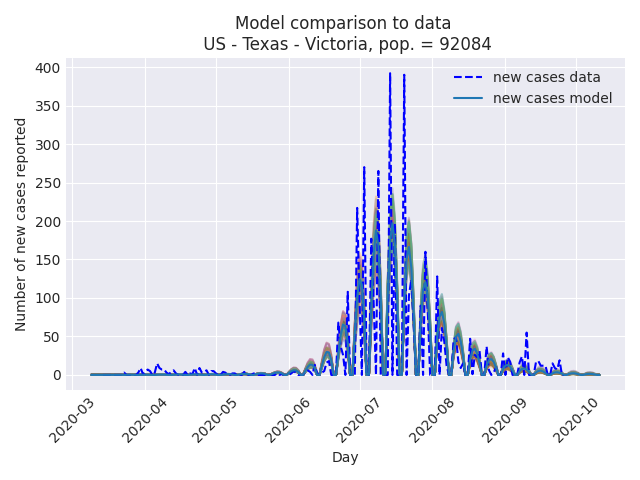 Model comparison to data
US - Texas - Victoria, pop. = 92084
400
350
300
250
200
150
100
50
0
Number of new cases reported
new cases data
new cases model
2020-03
2020-04
2020-05
2020-06
2020-07
2020-08
2020-09
2020-10
Day